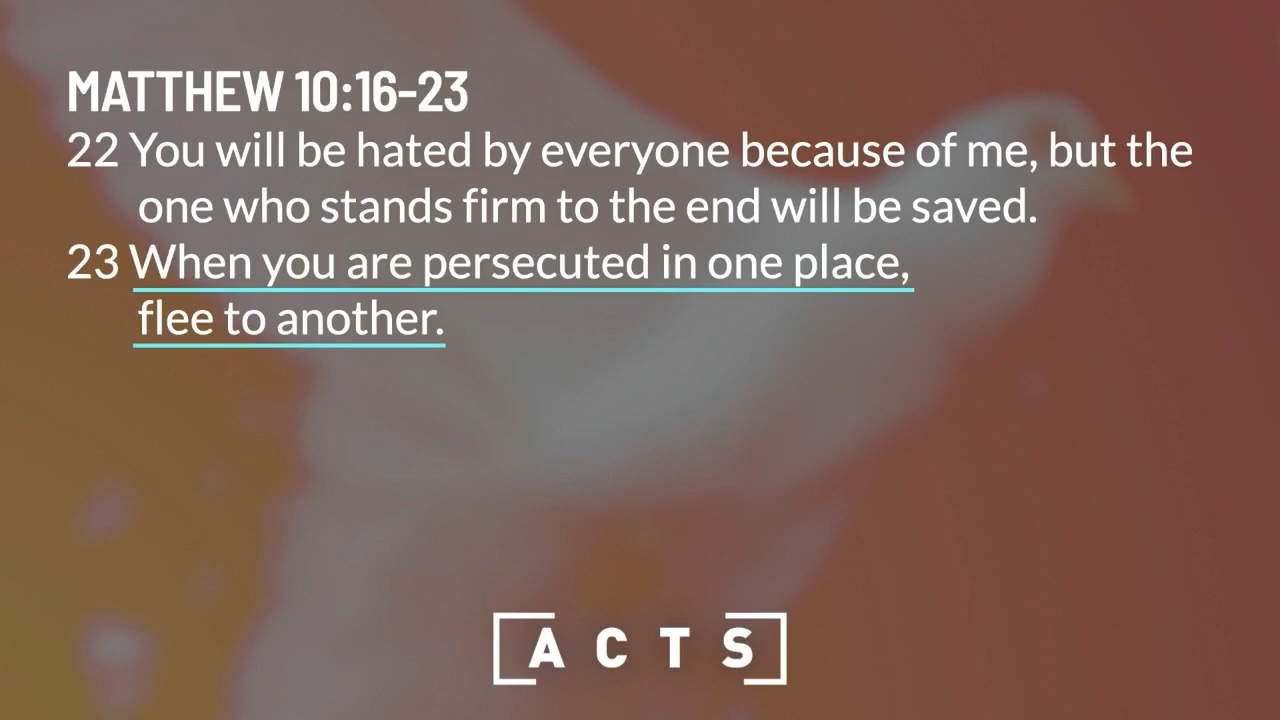 MATTHEW 10:16-23
22 You will be hated by everyone because of me, but the
one who stands firm to the end will be saved.
23 When you are persecuted in one place,
flee to another.
ACTS